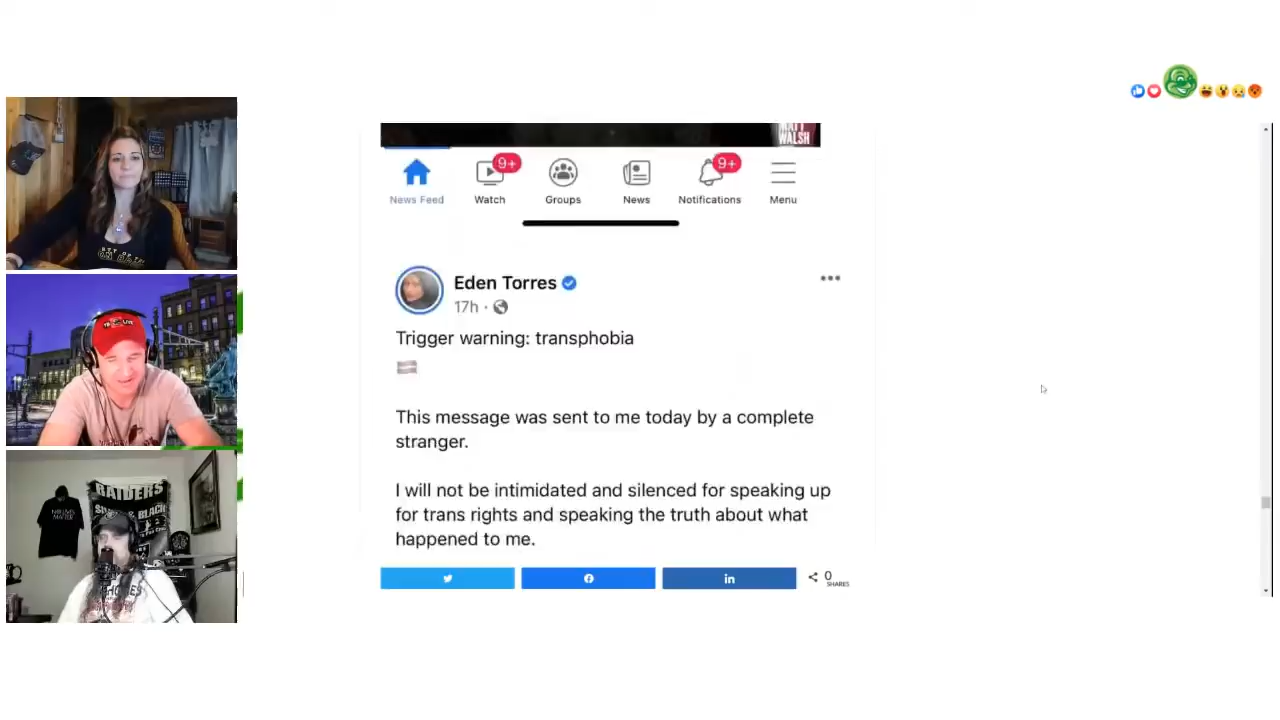 WALSH
9+
9+
News Feed
Watch
Groups
News
Notifications
Menu
Eden Torres
17h ·
Trigger warning: transphobia
This message was sent to me today by a complete
stranger.
I will not be intimidated and silenced for speaking up
for trans rights and speaking the truth about what
happened to me.
0
SHARES
RAIDERS